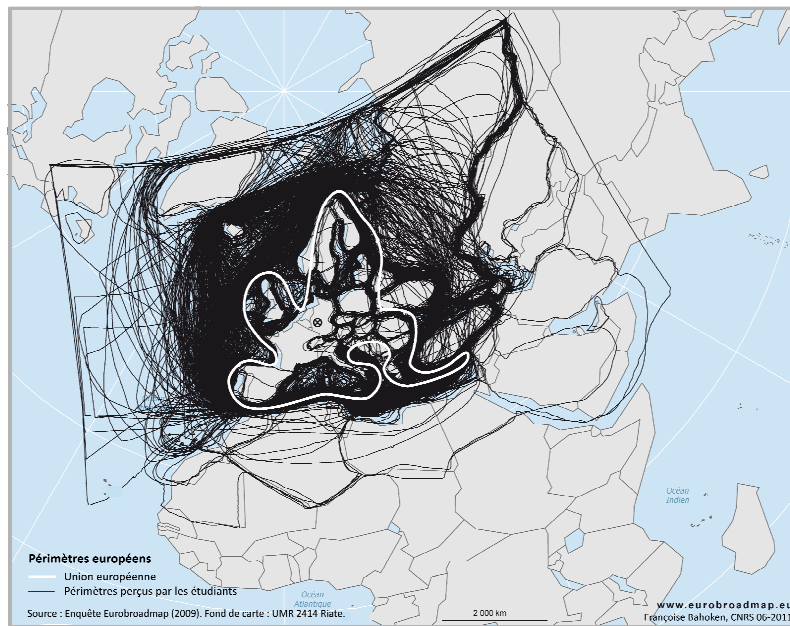 Océan
Indien
Périmètres européens
Union européenne
Périmètres perçus par les étudiants
Océan
Atlantique
2 000 km
www.eurobroadmap.eu
Source : Enquête Eurobroadmap (2009). Fond de carte : UMR 2414 Riate.
Françoise Bahoken, CNRS 06-2011